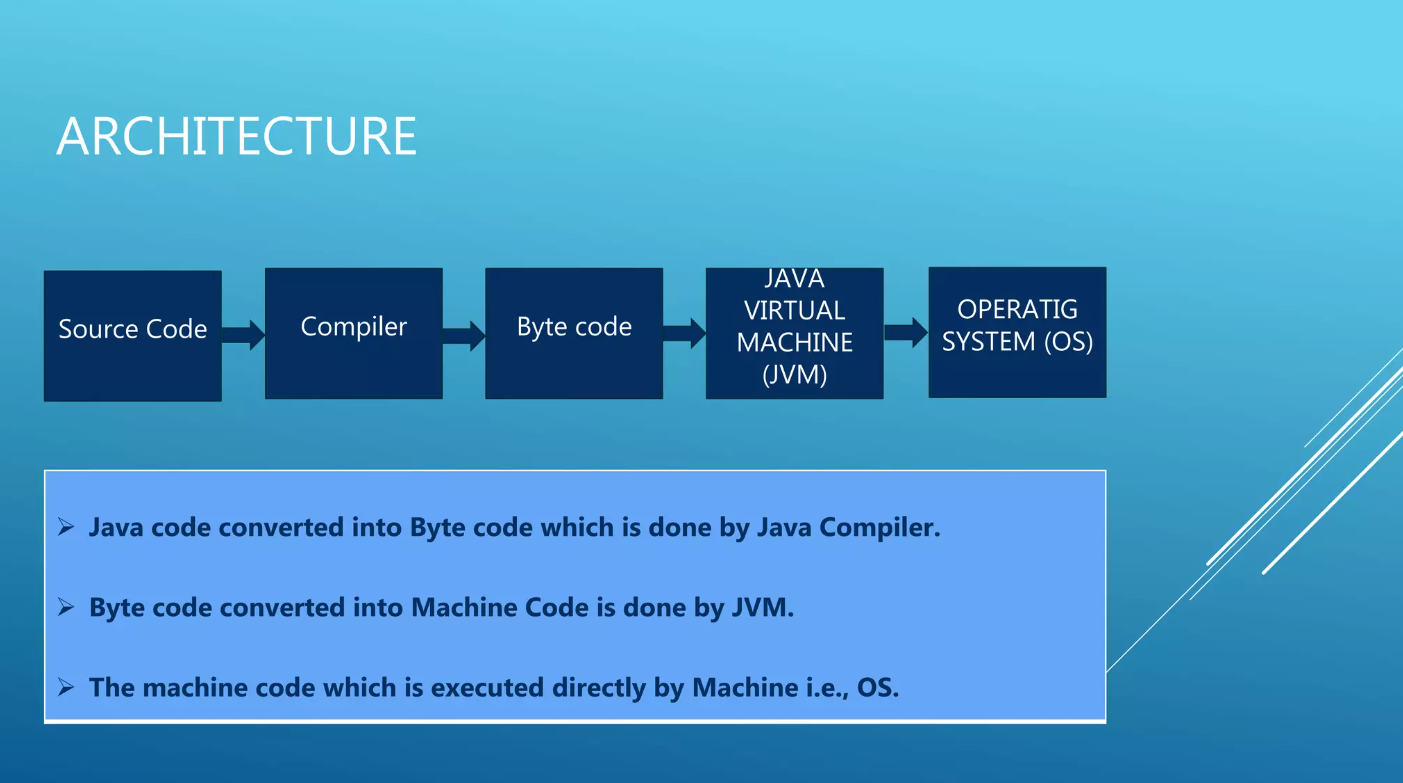 ARCHITECTURE
Source Code
Compiler
Byte code
JAVA
VIRTUAL
MACHINE
(JVM)
OPERATIG
SYSTEM (OS)
➢ Java code converted into Byte code which is done by Java Compiler.
➢ Byte code converted into Machine Code is done by JVM.
➢ The machine code which is executed directly by Machine i.e., OS.